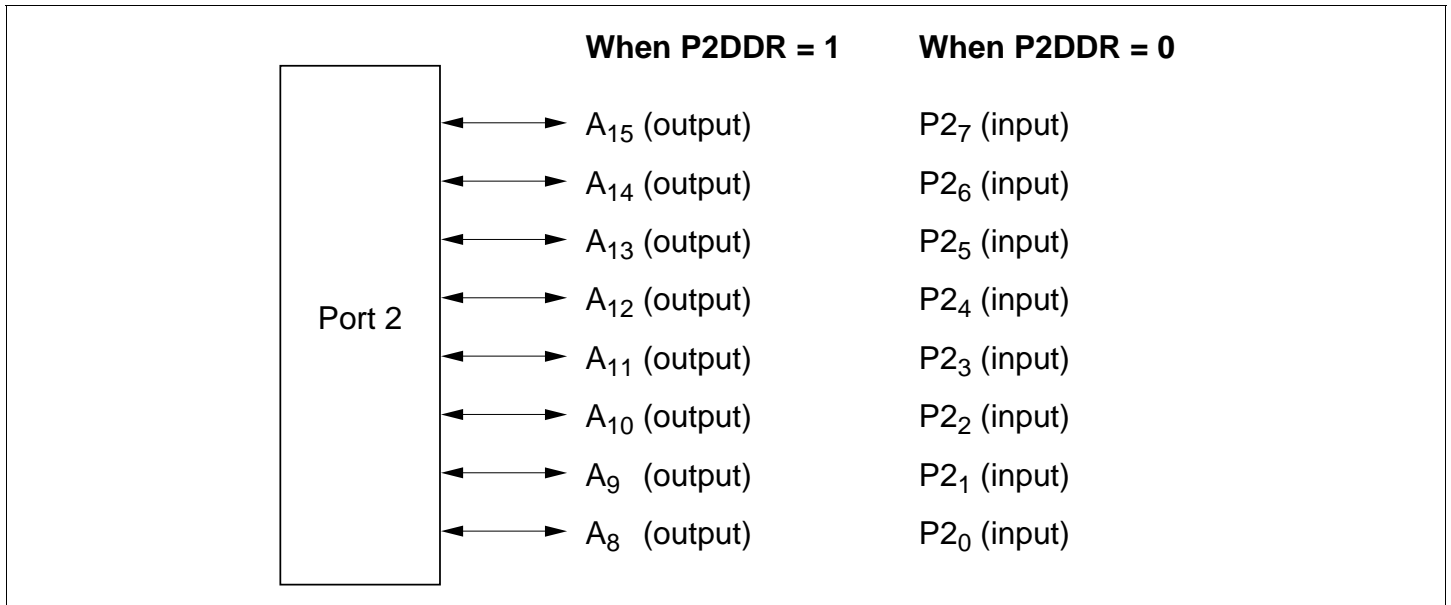 When P2DDR = 1 When P2DDR = 0
A₁₅ (output) P2₇ (input)
A₁₄ (output) P2₆ (input)
A₁₃ (output) P2₅ (input)
A₁₂ (output) P2₄ (input)
Port 2
A₁₁ (output) P2₃ (input)
A₁₀ (output) P2₂ (input)
A₉ (output) P2₁ (input)
A₈ (output) P2₀ (input)